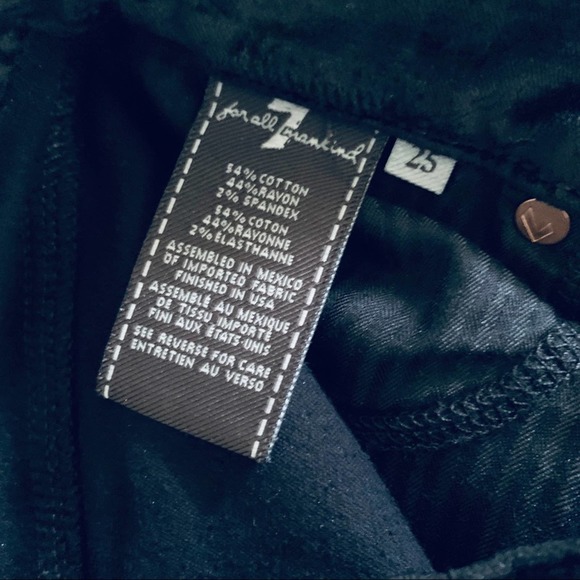 7
for all mankind
25
54% COTTON
44% RAYON
2% SPANDEX
54% COTON
44% RAYONNE
2% ELASTHANNE
ASSEMBLED IN MEXICO
OF IMPORTED FABRIC
FINISHED IN USA
ASSEMBLÉ AU MEXIQUE
DE TISSU IMPORTÉ
FINI AUX ÉTATS-UNIS
SEE REVERSE FOR CARE
ENTRETIEN AU VERSO